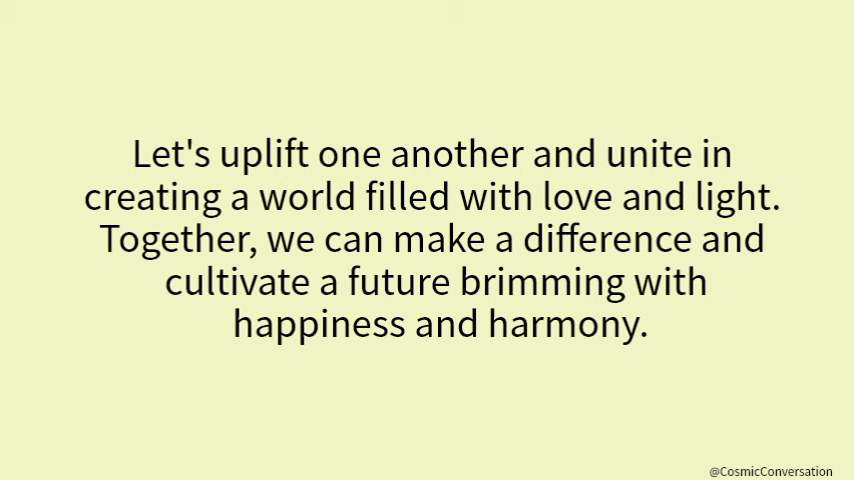 Let's uplift one another and unite in
creating a world filled with love and light.
Together, we can make a difference and
cultivate a future brimming with
happiness and harmony.
@CosmicConversation